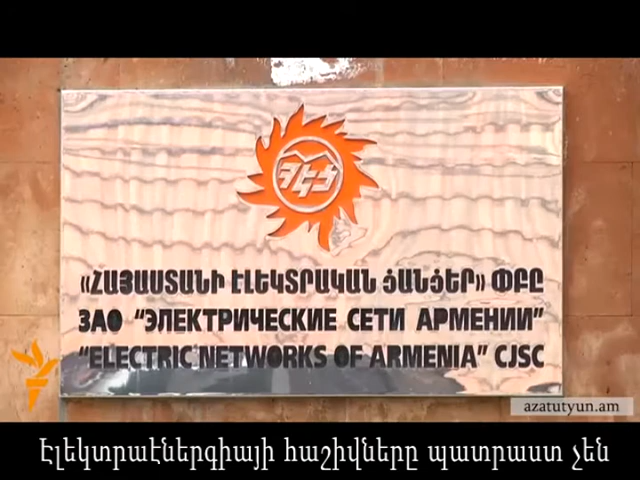 ՀԷՑ
«ՀԱՅԱՍՏԱՆԻ ԷԼԵԿՏՐԱԿԱՆ ՑԱՆՑԵՐ» ՓԲԸ
ЗАО “ЭЛЕКТРИЧЕСКИЕ СЕТИ АРМЕНИИ”
“ELECTRIC NETWORKS OF ARMENIA” CJSC
azatutyun.am
Էլեկտրաէներգիայի հաշիվները պատրաստ չեն